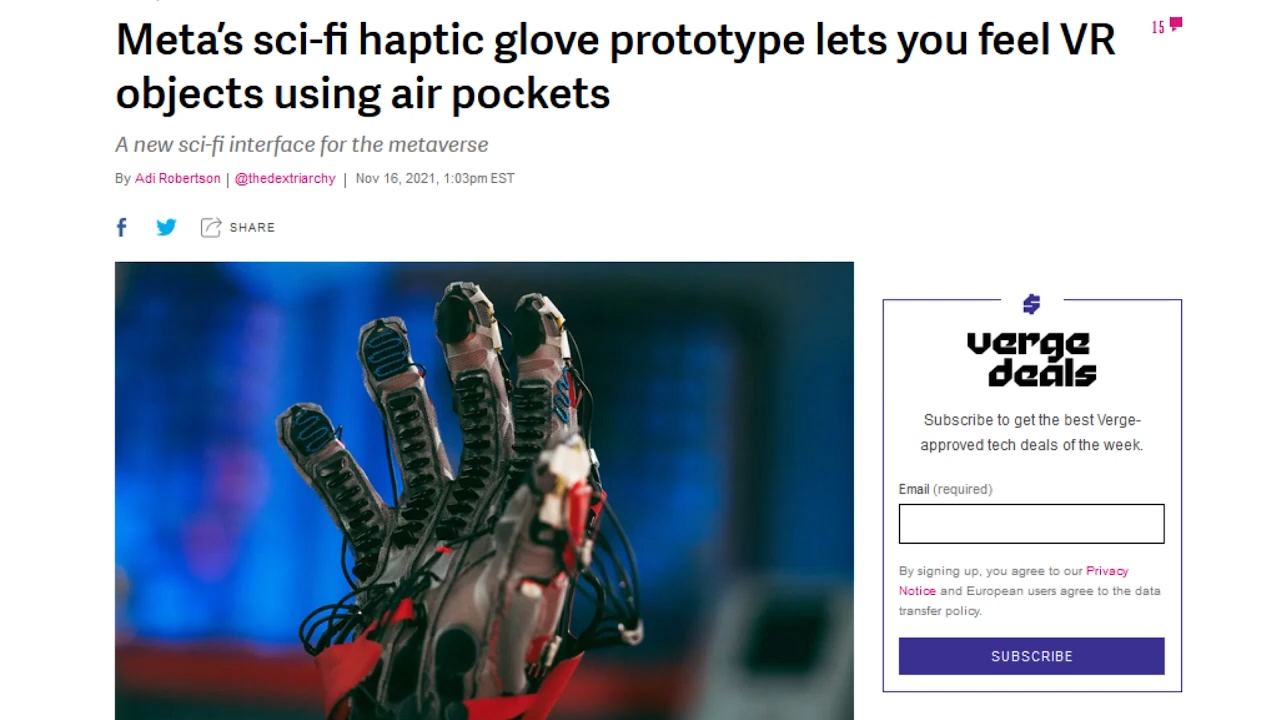 Meta's sci-fi haptic glove prototype lets you feel VR
objects using air pockets
15
A new sci-fi interface for the metaverse
By Adi Robertson | @thedextriarchy | Nov 16, 2021, 1:03pm EST
SHARE
verge
deals
Subscribe to get the best Verge-
approved tech deals of the week.
Email (required)
By signing up, you agree to our Privacy
Notice and European users agree to the data
transfer policy.
SUBSCRIBE